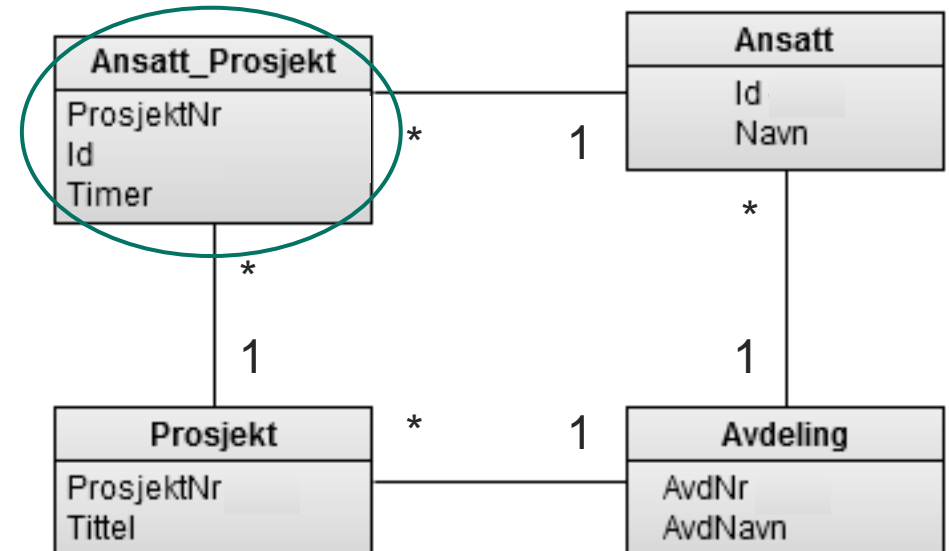 Ansatt_Prosjekt
ProsjektNr
Id
Timer
Ansatt
Id
Navn
* 1
*
*
1
1
Prosjekt
ProsjektNr
Tittel
* 1
Avdeling
AvdNr
AvdNavn